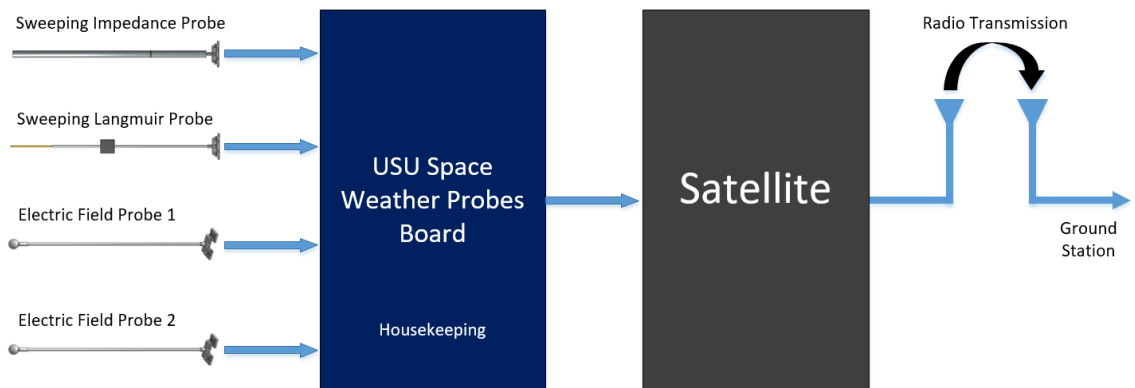 Sweeping Impedance Probe
Sweeping Langmuir Probe
Electric Field Probe 1
Electric Field Probe 2
USU Space
Weather Probes
Board
Housekeeping
Satellite
Radio Transmission
Ground
Station